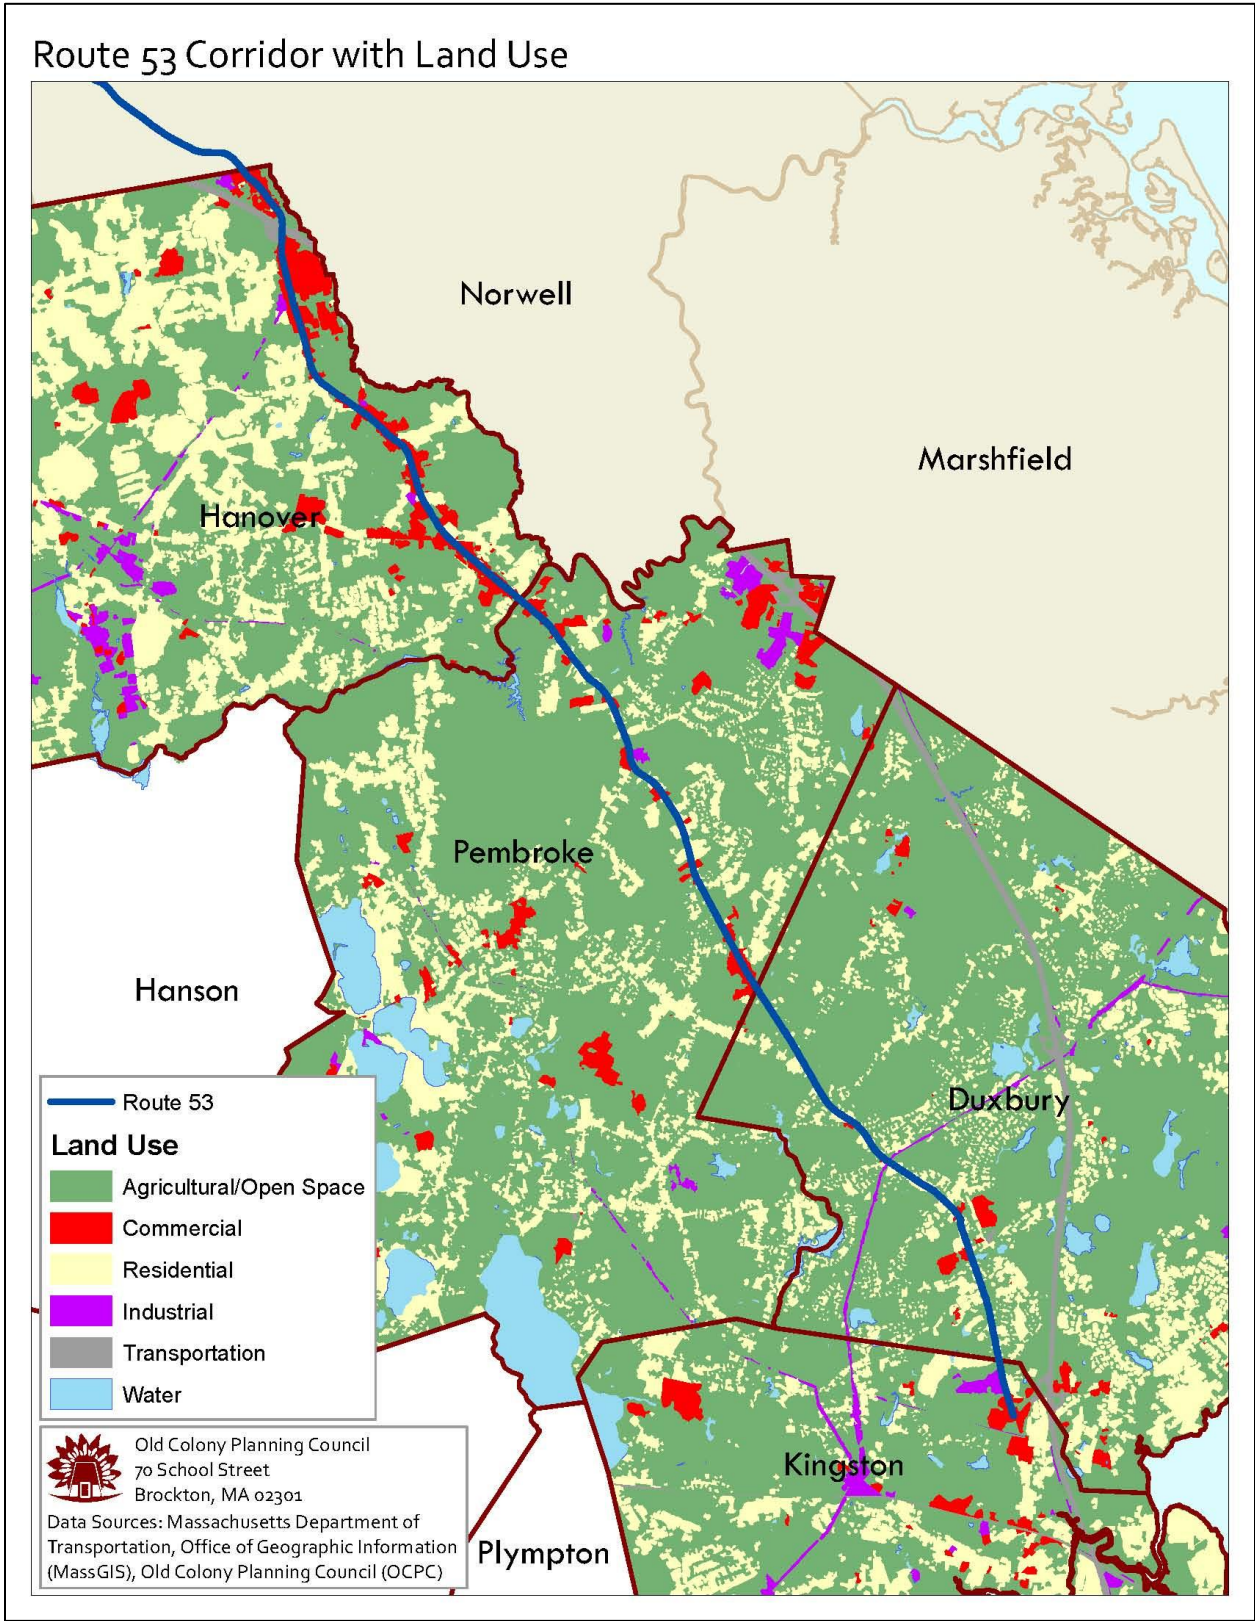 Route 53 Corridor with Land Use
Norwell
Marshfield
Hanover
Pembroke
Hanson
Duxbury
Kingston
Plympton
Route 53
Land Use
Agricultural/Open Space
Commercial
Residential
Industrial
Transportation
Water
Old Colony Planning Council
70 School Street
Brockton, MA 02301
Data Sources: Massachusetts Department of
Transportation, Office of Geographic Information
(MassGIS), Old Colony Planning Council (OCPC)